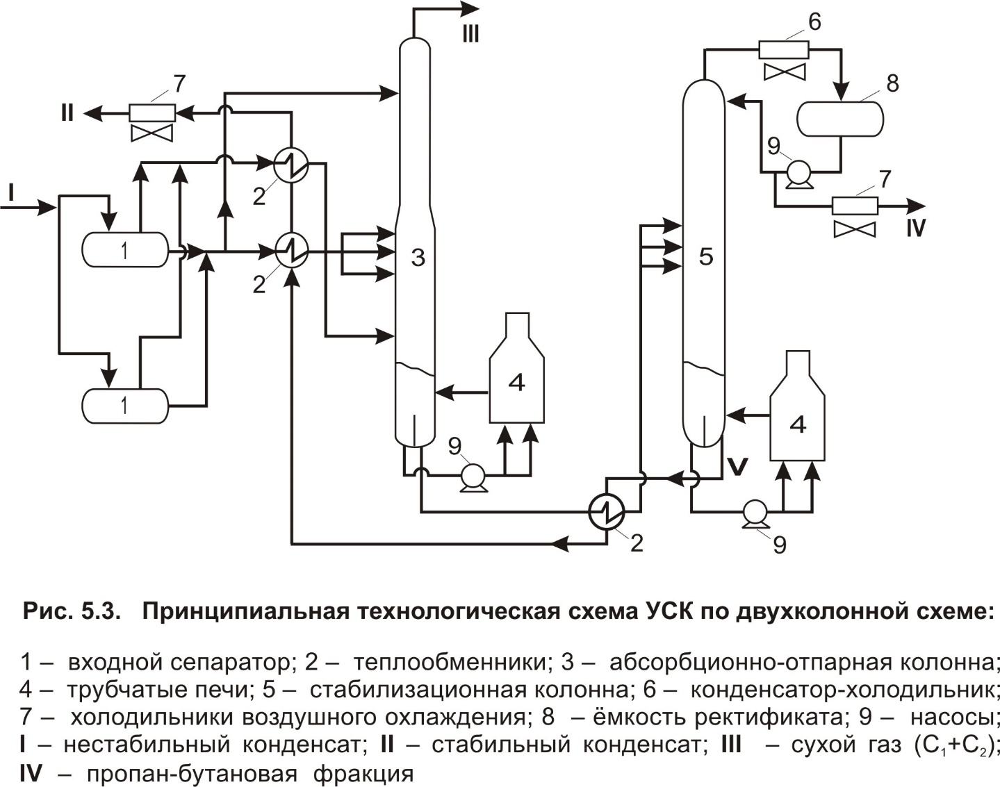 III
6
7
8
II
9
2
I
7
IV
1
3
5
2
4
4
1
9
V
2
9
Рис. 5.3. Принципиальная технологическая схема УСК по двухколонной схеме:
1 – входной сепаратор; 2 – теплообменники; 3 – абсорбционно-отпарная колонна;
4 – трубчатые печи; 5 – стабилизационная колонна; 6 – конденсатор-холодильник;
7 – холодильники воздушного охлаждения; 8 – ёмкость ректификата; 9 – насосы;
I – нестабильный конденсат; II – стабильный конденсат; III – сухой газ (C₁+C₂);
IV – пропан-бутановая фракция